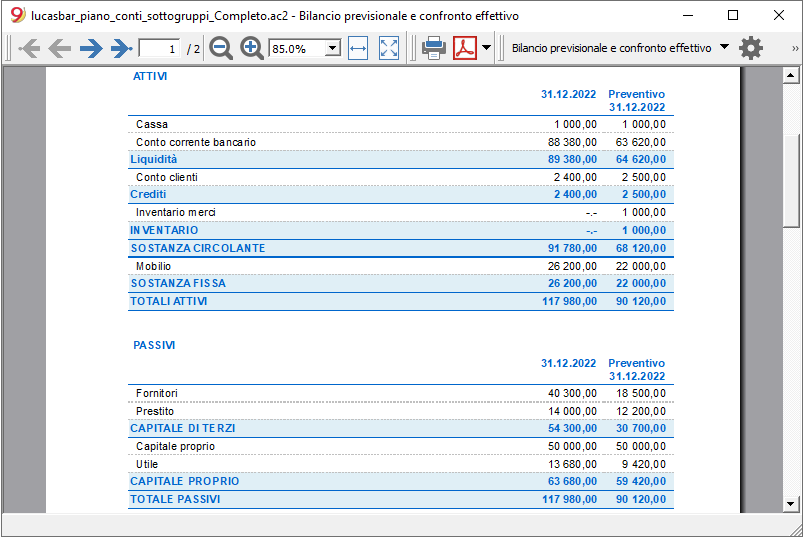 lucasbar_piano_conti_sottogruppi_Completo.ac2 - Bilancio previsionale e confronto effettivo
1 / 2 85.0% Bilancio previsionale e confronto effettivo »
ATTIVI
31.12.2022 Preventivo
31.12.2022
Cassa 1 000,00 1 000,00
Conto corrente bancario 88 380,00 63 620,00
Liquidità 89 380,00 64 620,00
Conto clienti 2 400,00 2 500,00
Crediti 2 400,00 2 500,00
Inventario merci -.- 1 000,00
INVENTARIO -.- 1 000,00
SOSTANZA CIRCOLANTE 91 780,00 68 120,00
Mobilio 26 200,00 22 000,00
SOSTANZA FISSA 26 200,00 22 000,00
TOTALI ATTIVI 117 980,00 90 120,00
PASSIVI
31.12.2022 Preventivo
31.12.2022
Fornitori 40 300,00 18 500,00
Prestito 14 000,00 12 200,00
CAPITALE DI TERZI 54 300,00 30 700,00
Capitale proprio 50 000,00 50 000,00
Utile 13 680,00 9 420,00
CAPITALE PROPRIO 63 680,00 59 420,00
TOTALE PASSIVI 117 980,00 90 120,00